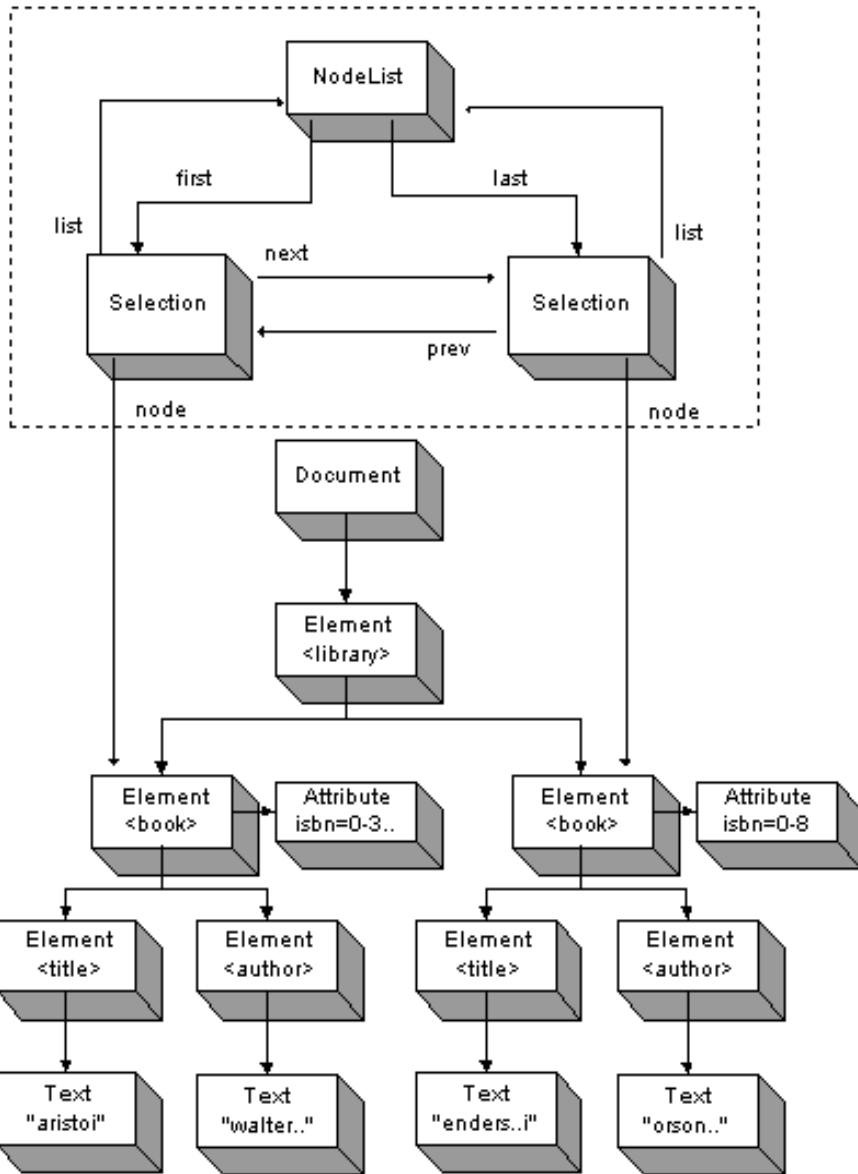 NodeList
first
last
list
list
next
Selection
Selection
prev
node
node
Document
Element
<library>
Element
<book>
Attribute
isbn=0-3..
Element
<book>
Attribute
isbn=0-8
Element
<title>
Element
<author>
Element
<title>
Element
<author>
Text
"aristoi"
Text
"walter.."
Text
"enders..i"
Text
"orson.."